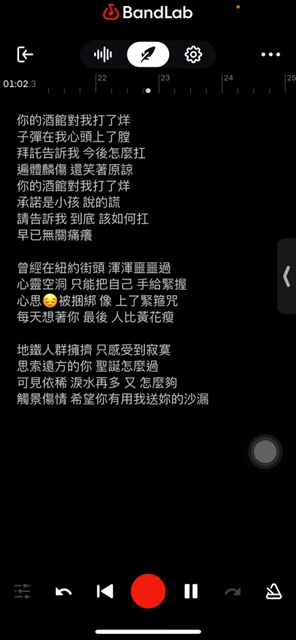 BandLab
01:02.3
22
23
24
25
你的酒館對我打了烊
子彈在我心頭上了膛
拜託告訴我 今後怎麼扛
遍體麟傷 還笑著原諒
你的酒館對我打了烊
承諾是小孩 說的謊
請告訴我 到底 該如何扛
早已無關痛癢
曾經在紐約街頭 渾渾噩噩過
心靈空洞 只能把自己 手給緊握
心思😔被捆綁 像 上了緊箍咒
每天想著你 最後 人比黃花瘦
地鐵人群擁擠 只感受到寂寞
思索遠方的你 聖誕怎麼過
可見依稀 淚水再多 又 怎麼夠
觸景傷情 希望你有用我送妳的沙漏